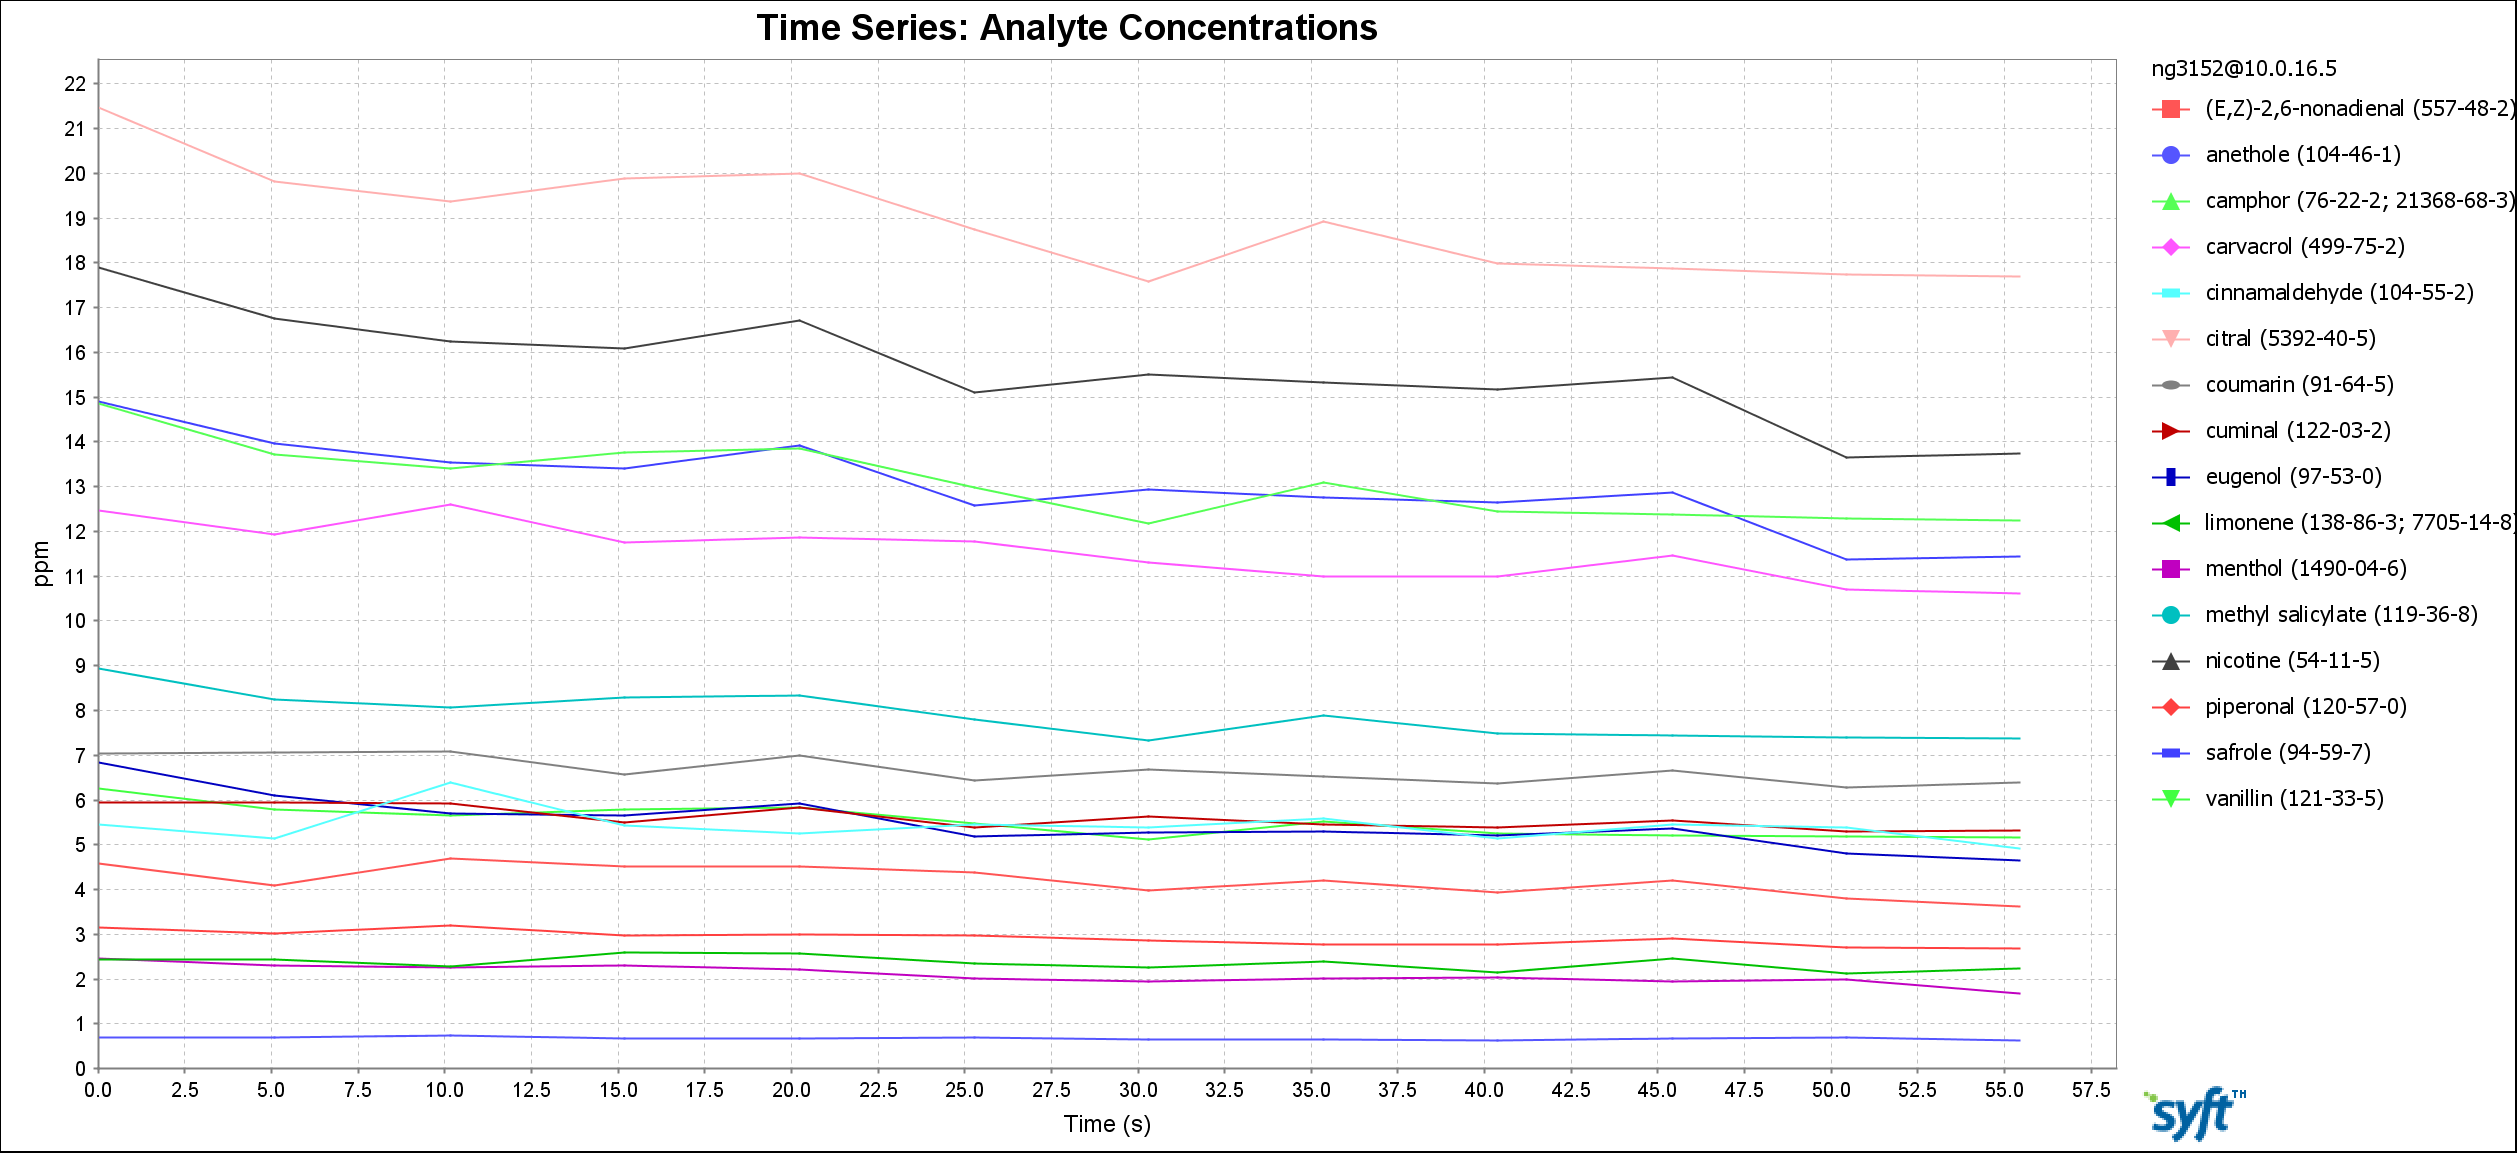 Time Series: Analyte Concentrations
22
21
20
19
18
17
16
15
14
13
12
11
10
9
8
7
6
5
4
3
2
1
0
ppm
0.0 2.5 5.0 7.5 10.0 12.5 15.0 17.5 20.0 22.5 25.0 27.5 30.0 32.5 35.0 37.5 40.0 42.5 45.0 47.5 50.0 52.5 55.0 57.5
Time (s)
ng3152@10.0.16.5
(E,Z)-2,6-nonadienal (557-48-2)
anethole (104-46-1)
camphor (76-22-2; 21368-68-3)
carvacrol (499-75-2)
cinnamaldehyde (104-55-2)
citral (5392-40-5)
coumarin (91-64-5)
cuminal (122-03-2)
eugenol (97-53-0)
limonene (138-86-3; 7705-14-8)
menthol (1490-04-6)
methyl salicylate (119-36-8)
nicotine (54-11-5)
piperonal (120-57-0)
safrole (94-59-7)
vanillin (121-33-5)
syft™